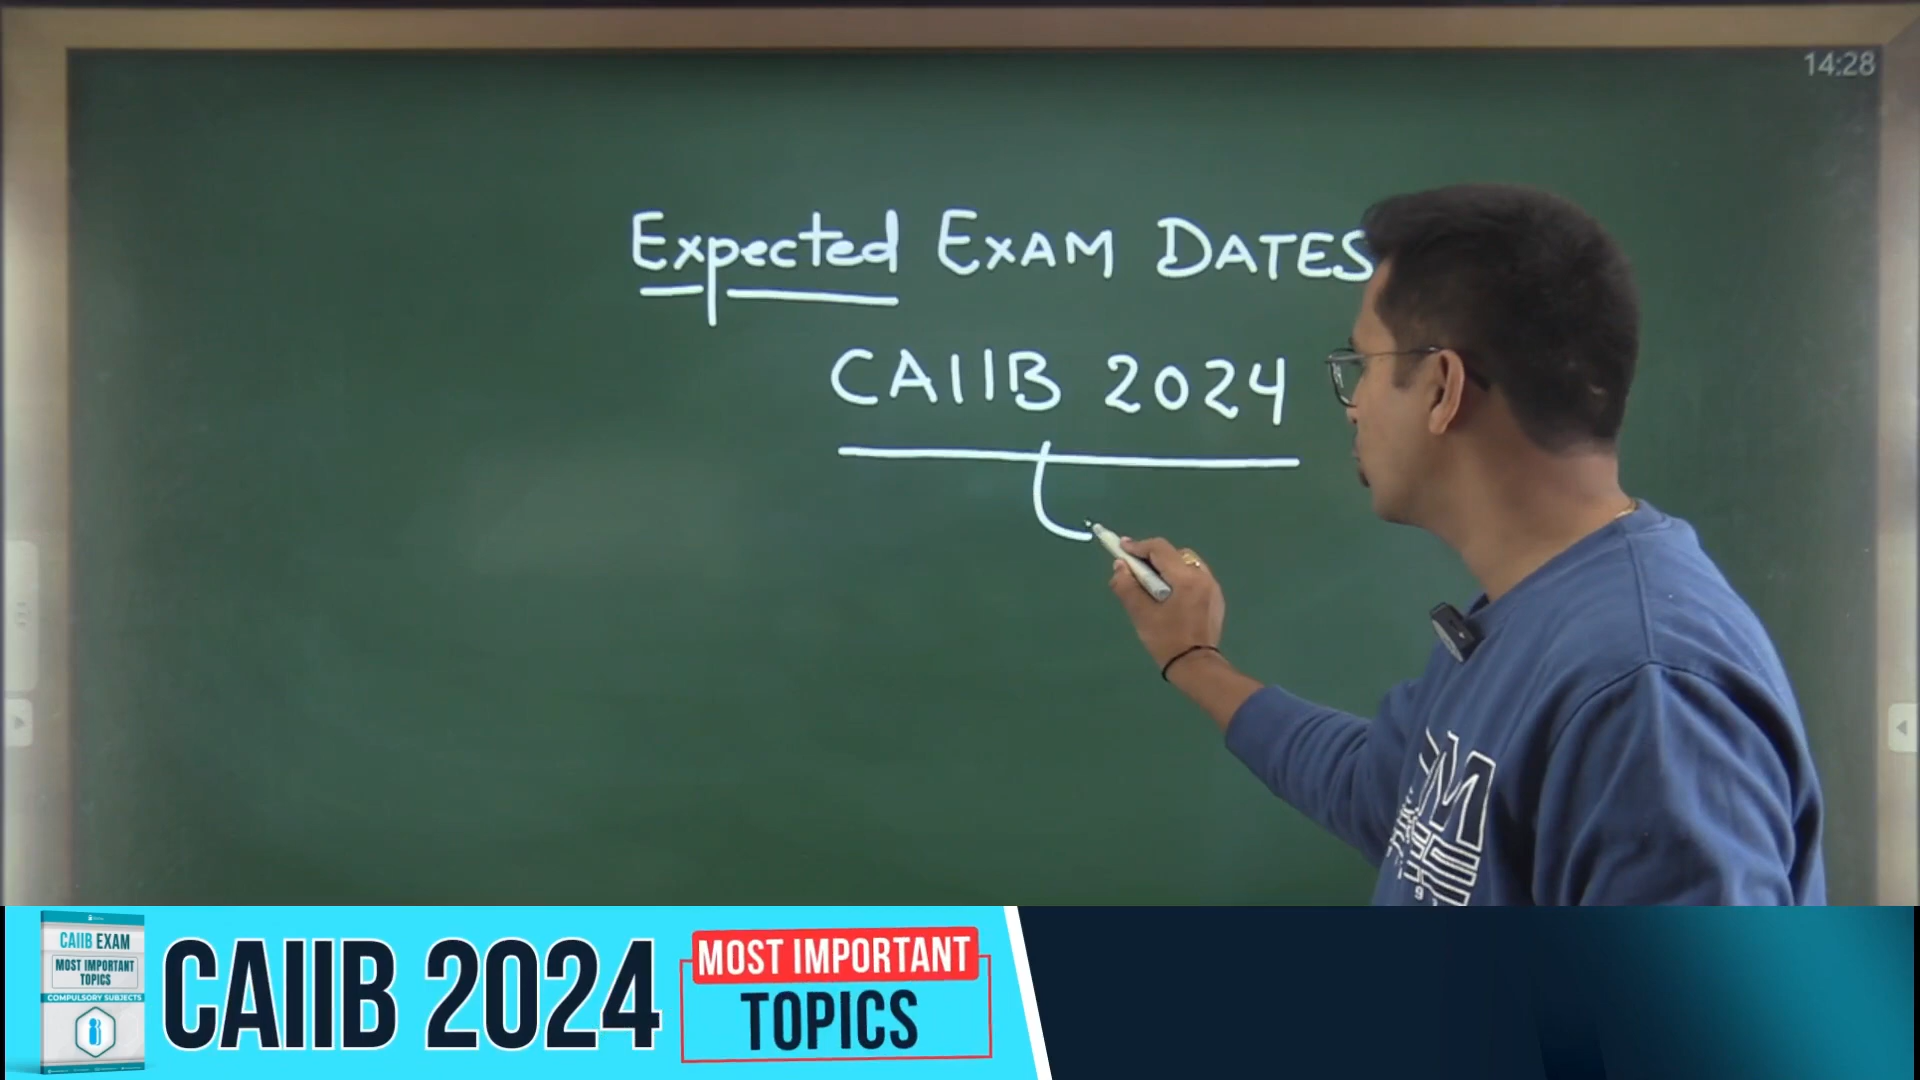 14:28
Expected EXAM DATES
CAIIB 2024
CAIIB EXAM
MOST IMPORTANT
TOPICS
COMPULSORY SUBJECTS
CAIIB 2024
MOST IMPORTANT
TOPICS